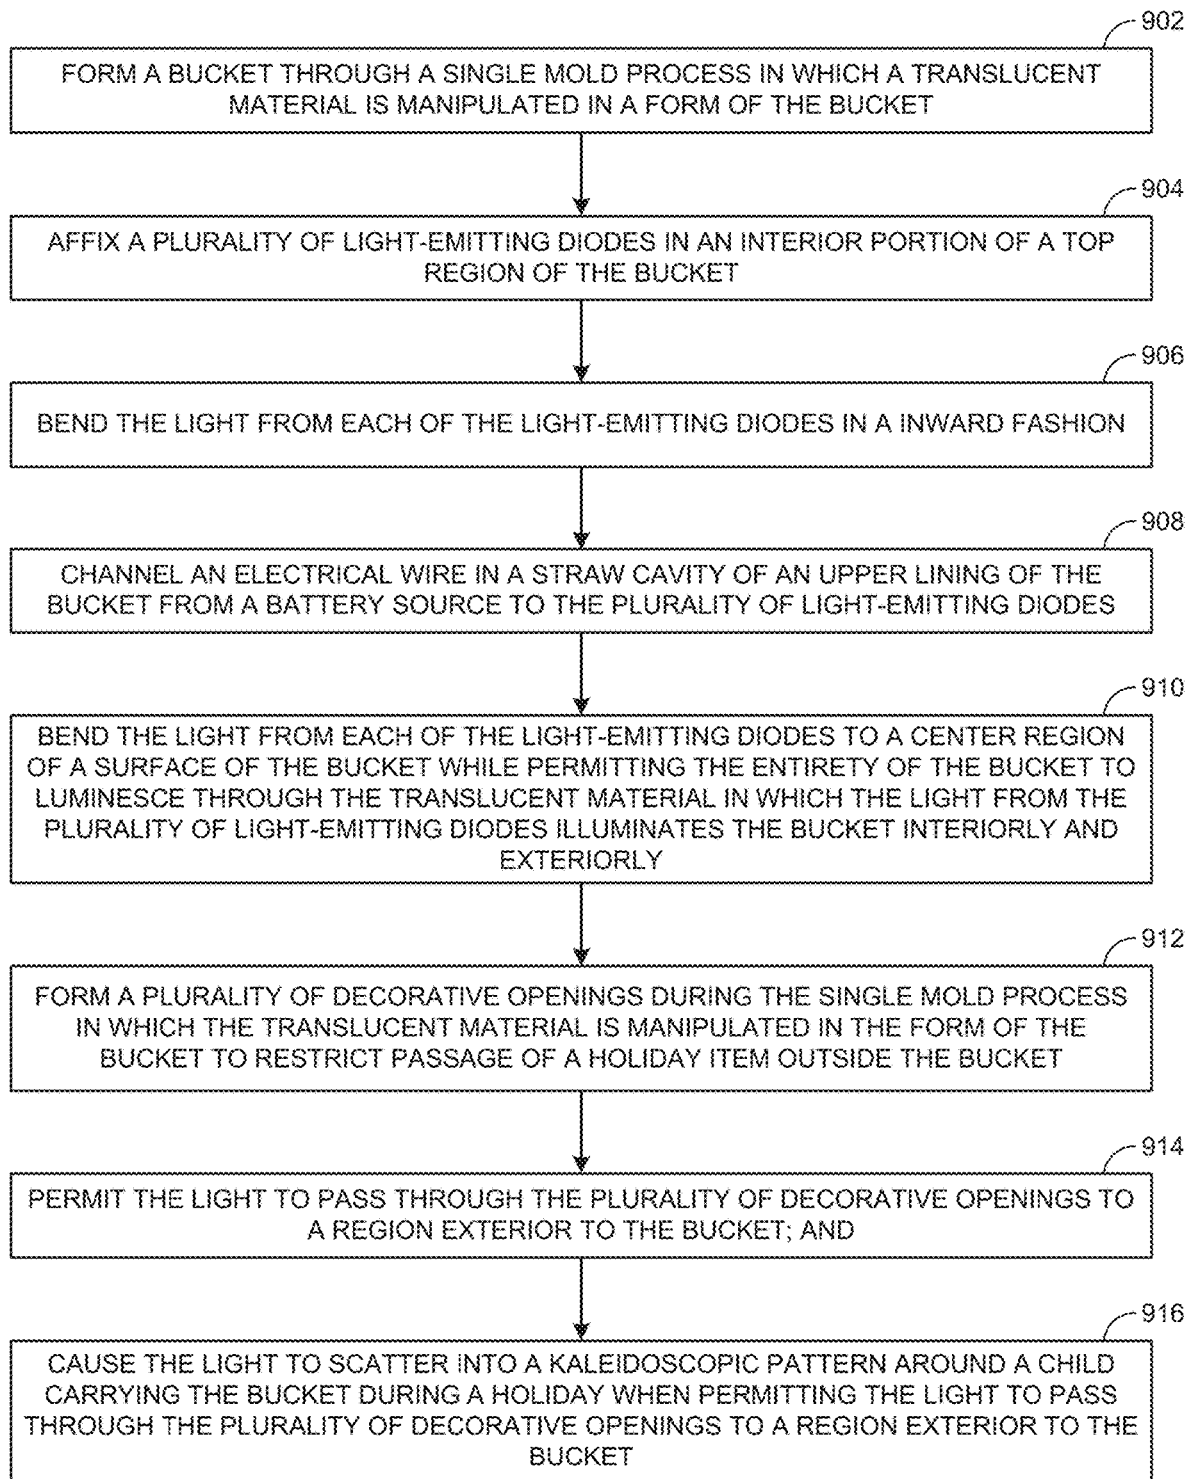 902
FORM A BUCKET THROUGH A SINGLE MOLD PROCESS IN WHICH A TRANSLUCENT
MATERIAL IS MANIPULATED IN A FORM OF THE BUCKET
904
AFFIX A PLURALITY OF LIGHT-EMITTING DIODES IN AN INTERIOR PORTION OF A TOP
REGION OF THE BUCKET
906
BEND THE LIGHT FROM EACH OF THE LIGHT-EMITTING DIODES IN A INWARD FASHION
908
CHANNEL AN ELECTRICAL WIRE IN A STRAW CAVITY OF AN UPPER LINING OF THE
BUCKET FROM A BATTERY SOURCE TO THE PLURALITY OF LIGHT-EMITTING DIODES
910
BEND THE LIGHT FROM EACH OF THE LIGHT-EMITTING DIODES TO A CENTER REGION
OF A SURFACE OF THE BUCKET WHILE PERMITTING THE ENTIRETY OF THE BUCKET TO
LUMINESCE THROUGH THE TRANSLUCENT MATERIAL IN WHICH THE LIGHT FROM THE
PLURALITY OF LIGHT-EMITTING DIODES ILLUMINATES THE BUCKET INTERIORLY AND
EXTERIORLY
912
FORM A PLURALITY OF DECORATIVE OPENINGS DURING THE SINGLE MOLD PROCESS
IN WHICH THE TRANSLUCENT MATERIAL IS MANIPULATED IN THE FORM OF THE
BUCKET TO RESTRICT PASSAGE OF A HOLIDAY ITEM OUTSIDE THE BUCKET
914
PERMIT THE LIGHT TO PASS THROUGH THE PLURALITY OF DECORATIVE OPENINGS TO
A REGION EXTERIOR TO THE BUCKET; AND
916
CAUSE THE LIGHT TO SCATTER INTO A KALEIDOSCOPIC PATTERN AROUND A CHILD
CARRYING THE BUCKET DURING A HOLIDAY WHEN PERMITTING THE LIGHT TO PASS
THROUGH THE PLURALITY OF DECORATIVE OPENINGS TO A REGION EXTERIOR TO THE
BUCKET